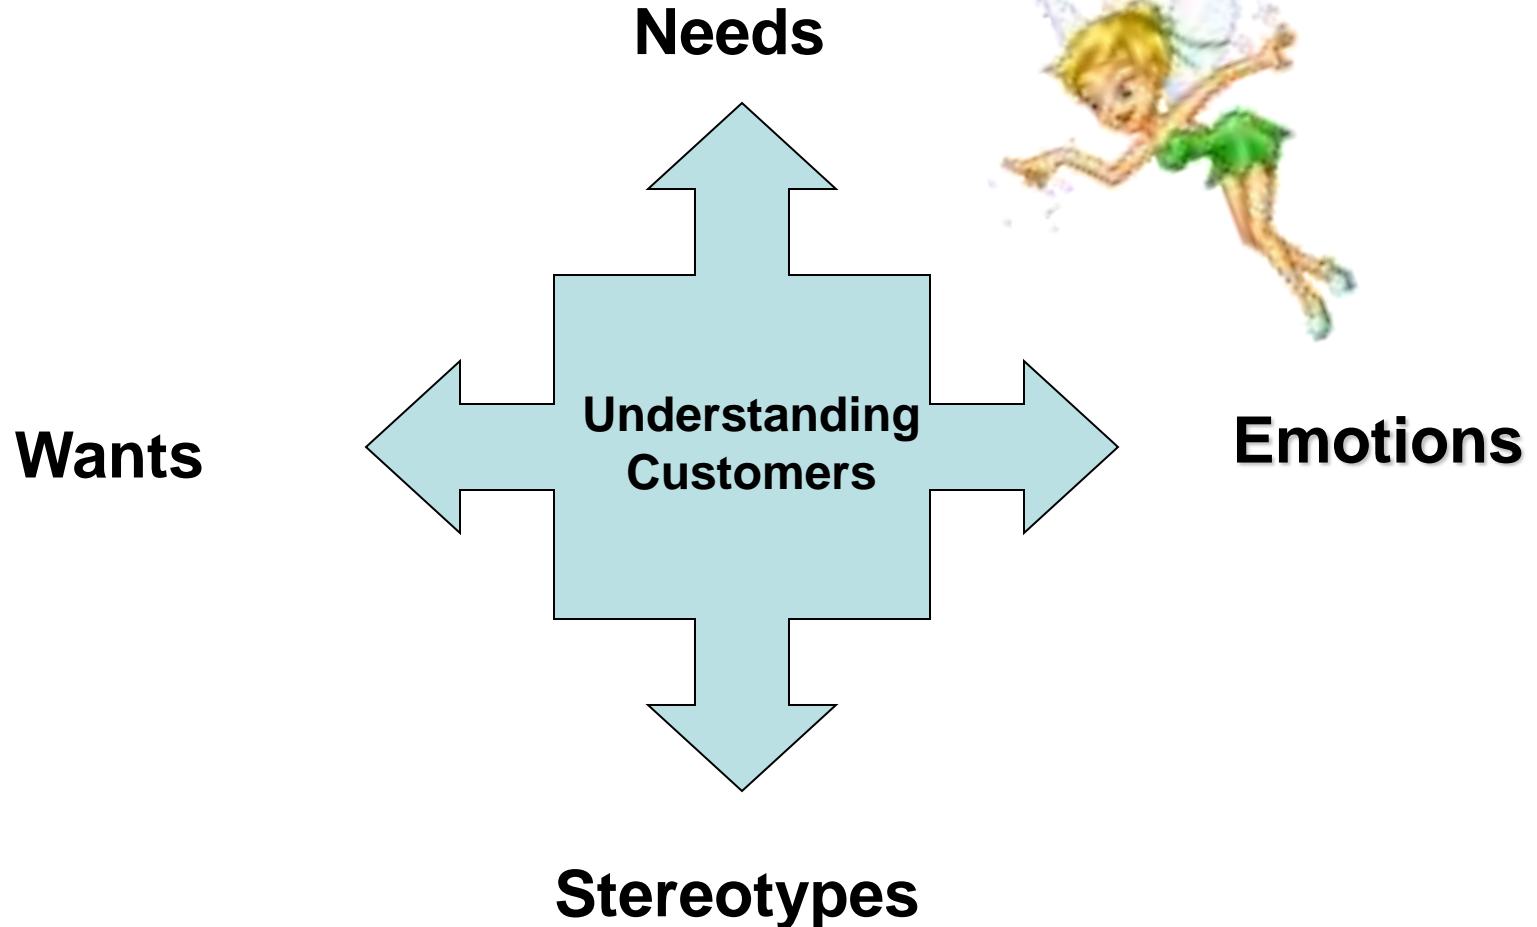 Needs
Understanding
Customers
Wants
Emotions
Stereotypes